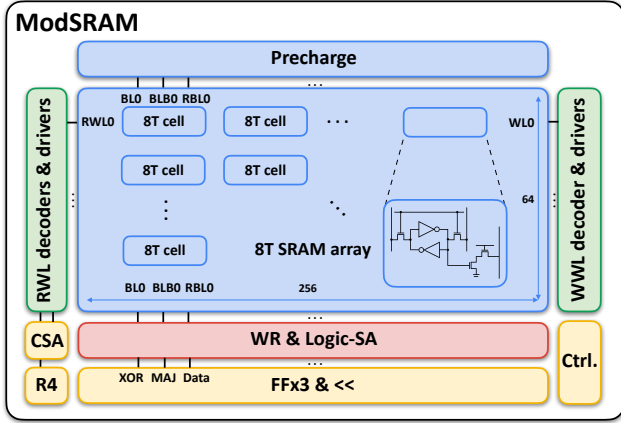 ModSRAM
Precharge
...
BL0 BLB0 RBL0
RWL decoders & drivers
RWL0
8T cell
8T cell
...
WL0
WWL decoder & drivers
8T cell
8T cell
...
...
...
64
...
8T cell
8T SRAM array
BL0 BLB0 RBL0
256
...
CSA
WR & Logic-SA
Ctrl.
R4
XOR MAJ Data
...
FFx3 & <<